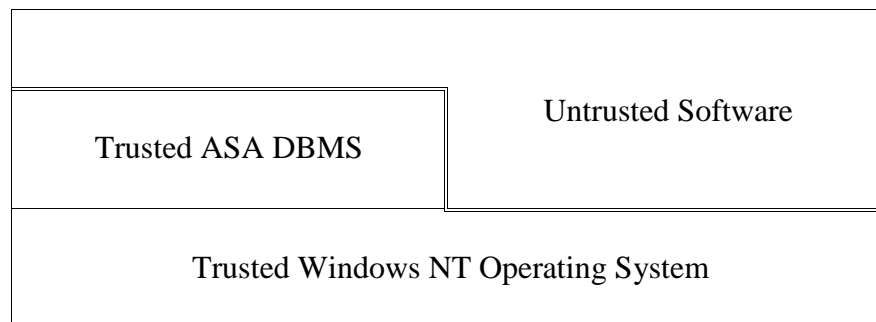 Untrusted Software
Trusted ASA DBMS
Trusted Windows NT Operating System